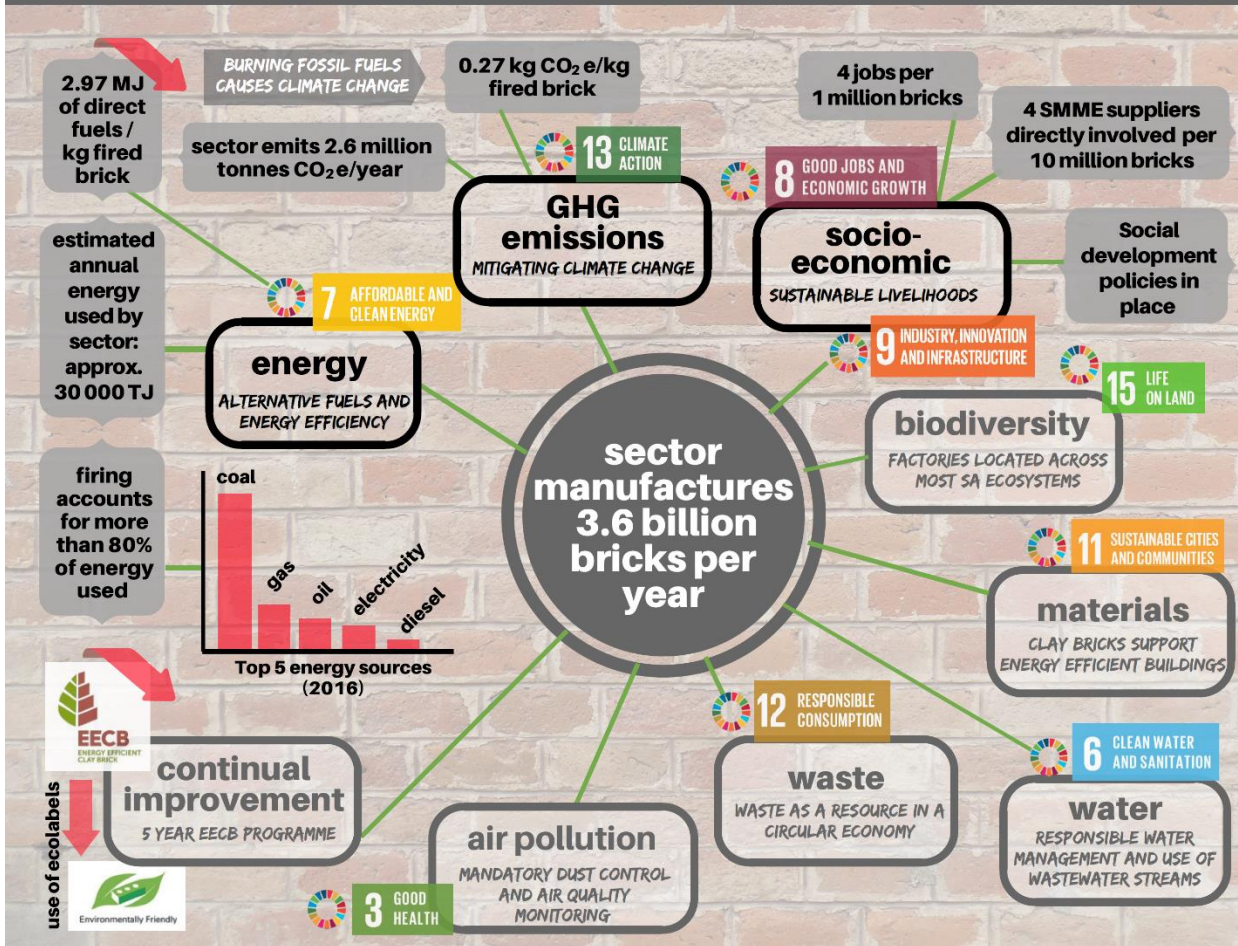 BURNING FOSSIL FUELS
CAUSES CLIMATE CHANGE
2.97 MJ
of direct
fuels /
kg fired
brick
sector emits 2.6 million
tonnes CO₂e/year
0.27 kg CO₂ e/kg
fired brick
13 CLIMATE
ACTION
GHG
emissions
MITIGATING CLIMATE CHANGE
4 jobs per
1 million bricks
4 SMME suppliers
directly involved per
10 million bricks
8 GOOD JOBS AND
ECONOMIC GROWTH
socio-
economic
SUSTAINABLE LIVELIHOODS
Social
development
policies in
place
estimated
annual
energy
used by
sector:
approx.
30 000 TJ
7 AFFORDABLE AND
CLEAN ENERGY
energy
ALTERNATIVE FUELS AND
ENERGY EFFICIENCY
9 INDUSTRY, INNOVATION
AND INFRASTRUCTURE
15 LIFE
ON LAND
biodiversity
FACTORIES LOCATED ACROSS
MOST SA ECOSYSTEMS
sector
manufactures
3.6 billion
bricks per
year
firing
accounts
for more
than 80%
of energy
used
coal
gas
oil
electricity
diesel
Top 5 energy sources
(2016)
11 SUSTAINABLE CITIES
AND COMMUNITIES
materials
CLAY BRICKS SUPPORT
ENERGY EFFICIENT BUILDINGS
EECB
ENERGY EFFICIENT
CLAY BRICK
continual
improvement
5 YEAR EECB PROGRAMME
use of ecolabels
Environmentally Friendly
3 GOOD
HEALTH
air pollution
MANDATORY DUST CONTROL
AND AIR QUALITY
MONITORING
12 RESPONSIBLE
CONSUMPTION
waste
WASTE AS A RESOURCE IN A
CIRCULAR ECONOMY
6 CLEAN WATER
AND SANITATION
water
RESPONSIBLE WATER
MANAGEMENT AND USE OF
WASTEWATER STREAMS